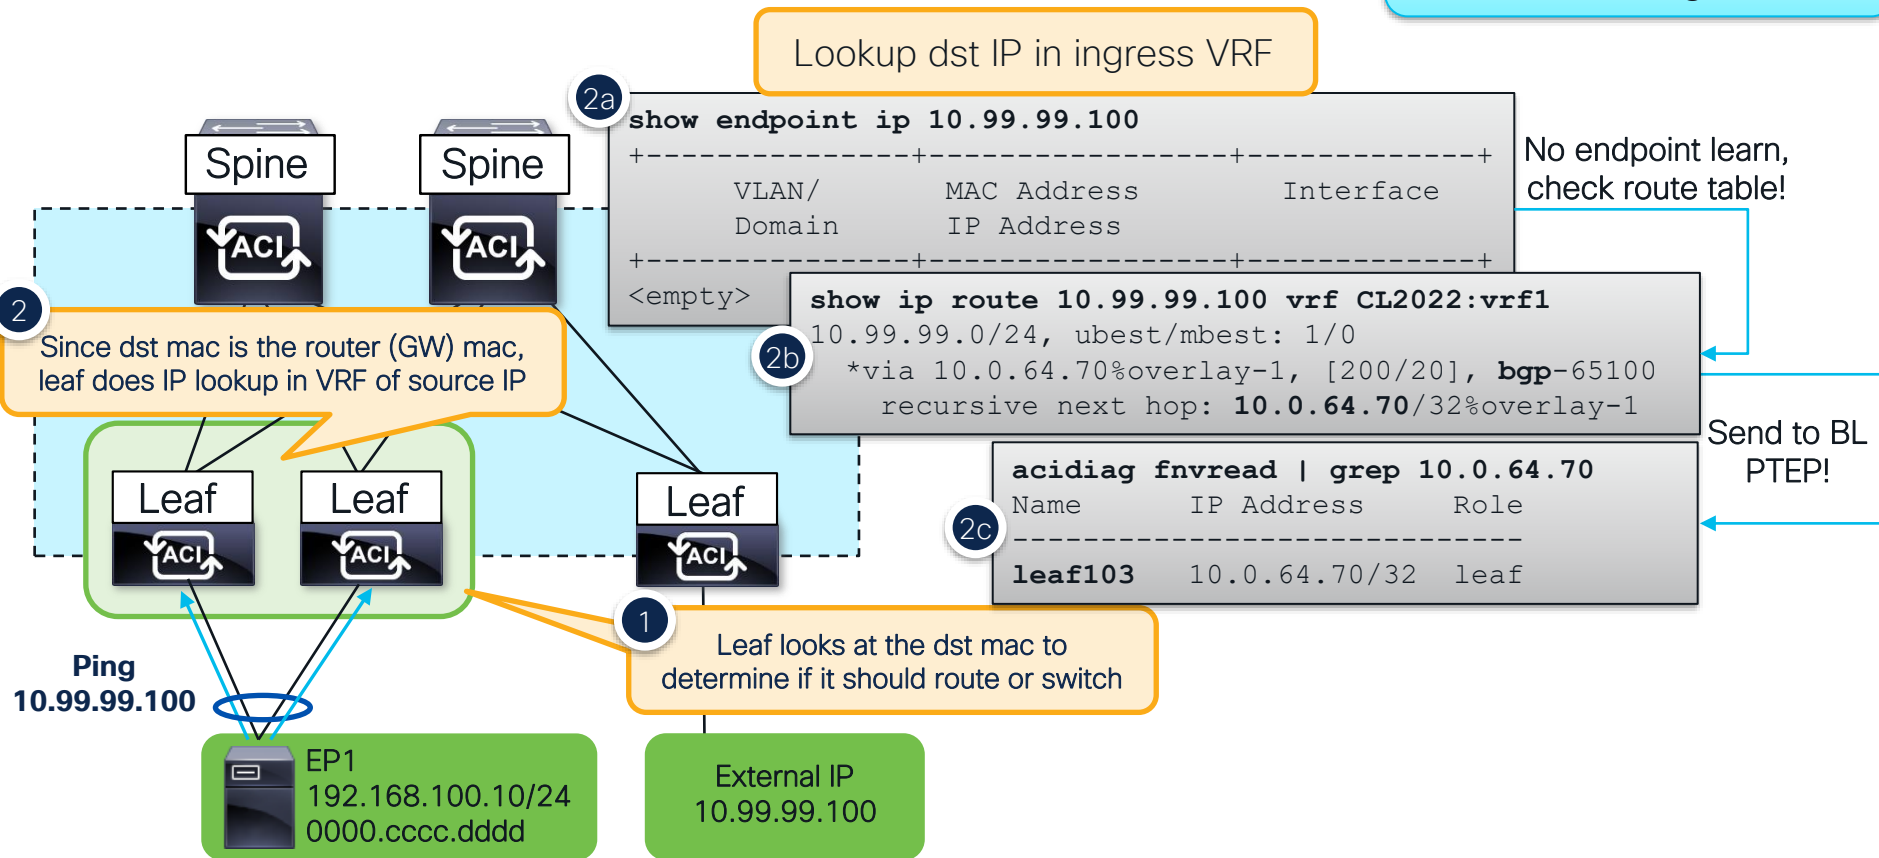 Lookup dst IP in ingress VRF
2a
show endpoint ip 10.99.99.100
+---------------+-----------------+-------------+
VLAN/ MAC Address Interface
Domain IP Address
+---------------+-----------------+-------------+
<empty>
No endpoint learn,
check route table!
2b
show ip route 10.99.99.100 vrf CL2022:vrf1
10.99.99.0/24, ubest/mbest: 1/0
*via 10.0.64.70%overlay-1, [200/20], bgp-65100
recursive next hop: 10.0.64.70/32%overlay-1
Send to BL
PTEP!
2c
acidiag fnvread | grep 10.0.64.70
Name IP Address Role
-----------------------------
leaf103 10.0.64.70/32 leaf
Spine
Spine
ACI
ACI
2
Since dst mac is the router (GW) mac,
leaf does IP lookup in VRF of source IP
Leaf
Leaf
Leaf
ACI
ACI
ACI
1
Leaf looks at the dst mac to
determine if it should route or switch
Ping
10.99.99.100
EP1
192.168.100.10/24
0000.cccc.dddd
External IP
10.99.99.100